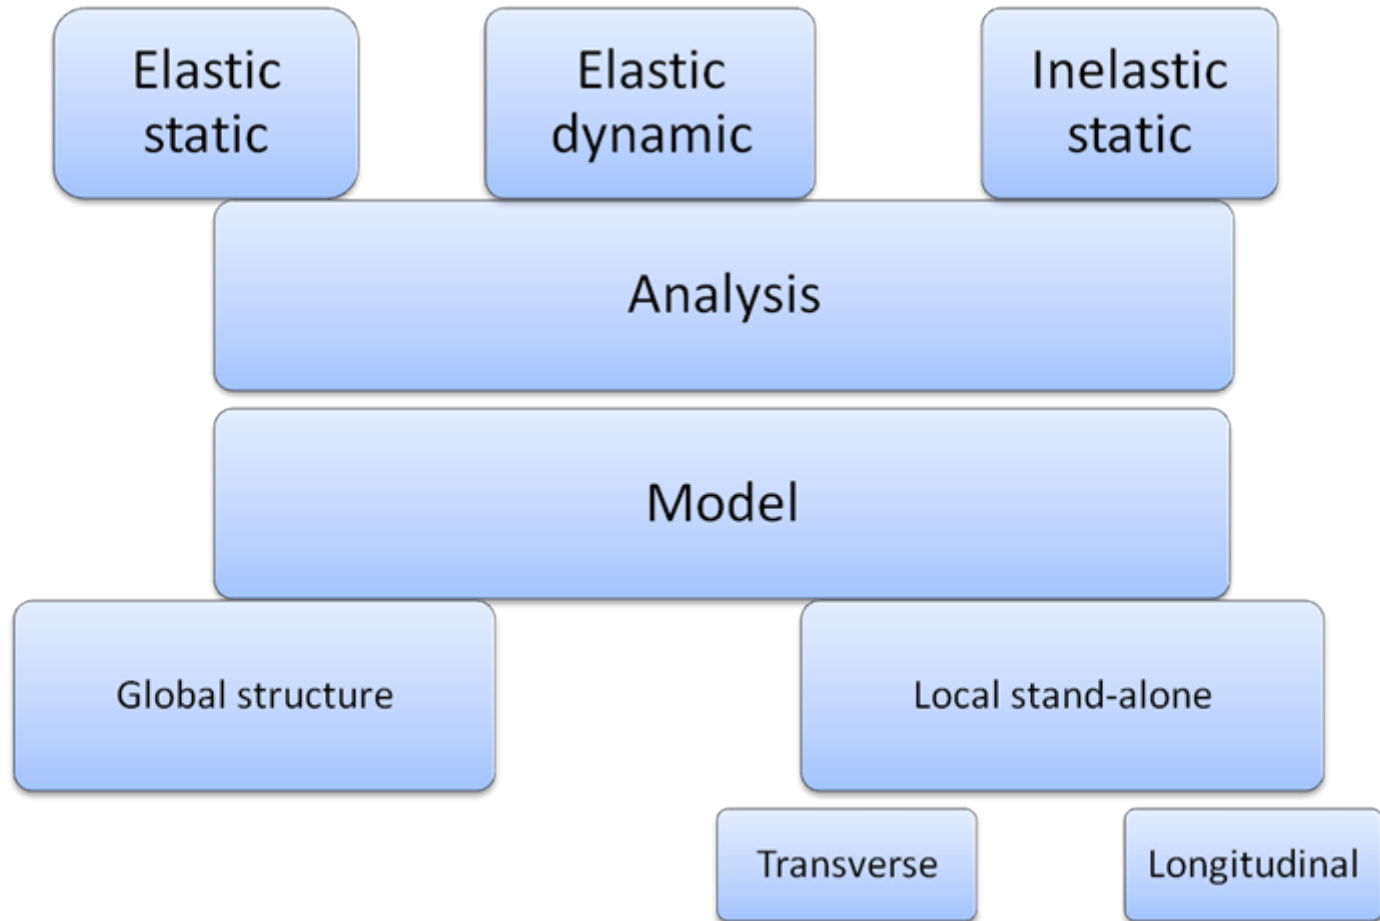 Elastic
static
Elastic
dynamic
Inelastic
static
Analysis
Model
Global structure
Local stand-alone
Transverse
Longitudinal